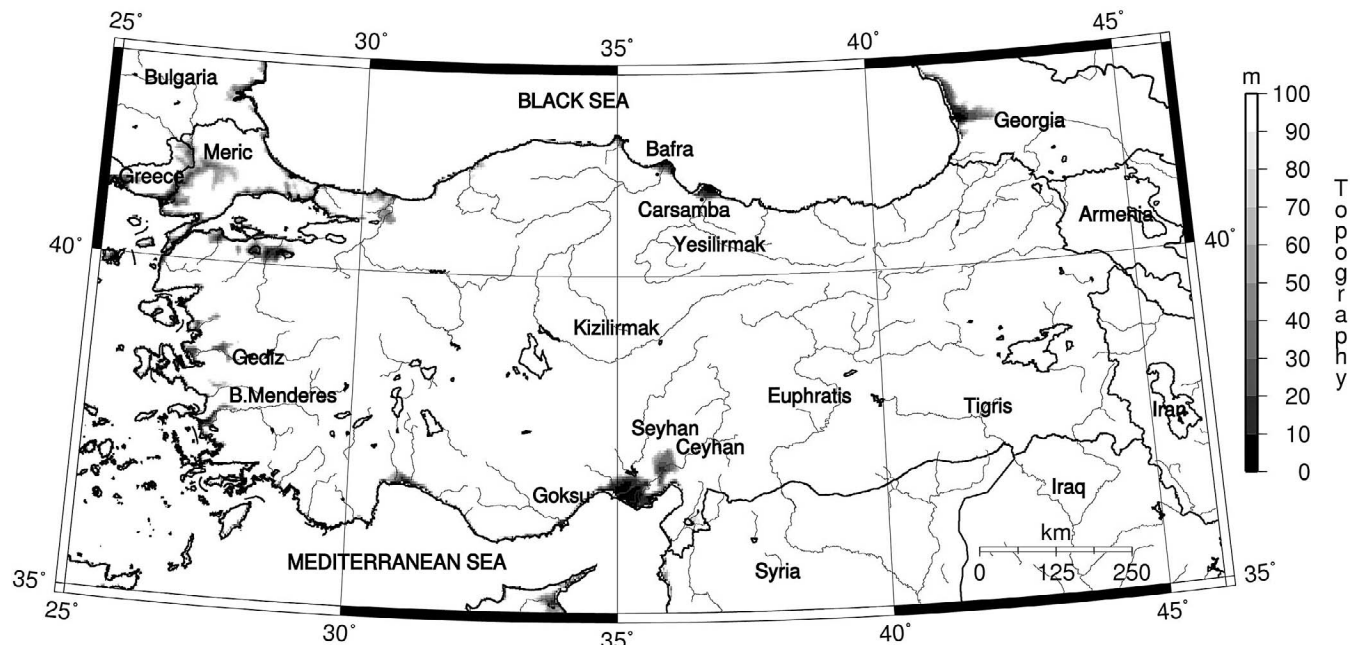 25° 30° 35° 40° 45°
Bulgaria
BLACK SEA
m
100
Georgia
90
Meric
Bafra
80
Greece
Carsamba
Armenia
70
40°
Yesilirmak
40°
60
50
Kizilirmak
40
Gediz
30
B.Menderes
Euphratis
Tigris
Iran
20
Seyhan
10
Ceyhan
0
Topography
Goksu
Iraq
km
MEDITERRANEAN SEA
Syria
0 125 250
35°
35°
25° 30° 35° 40° 45°